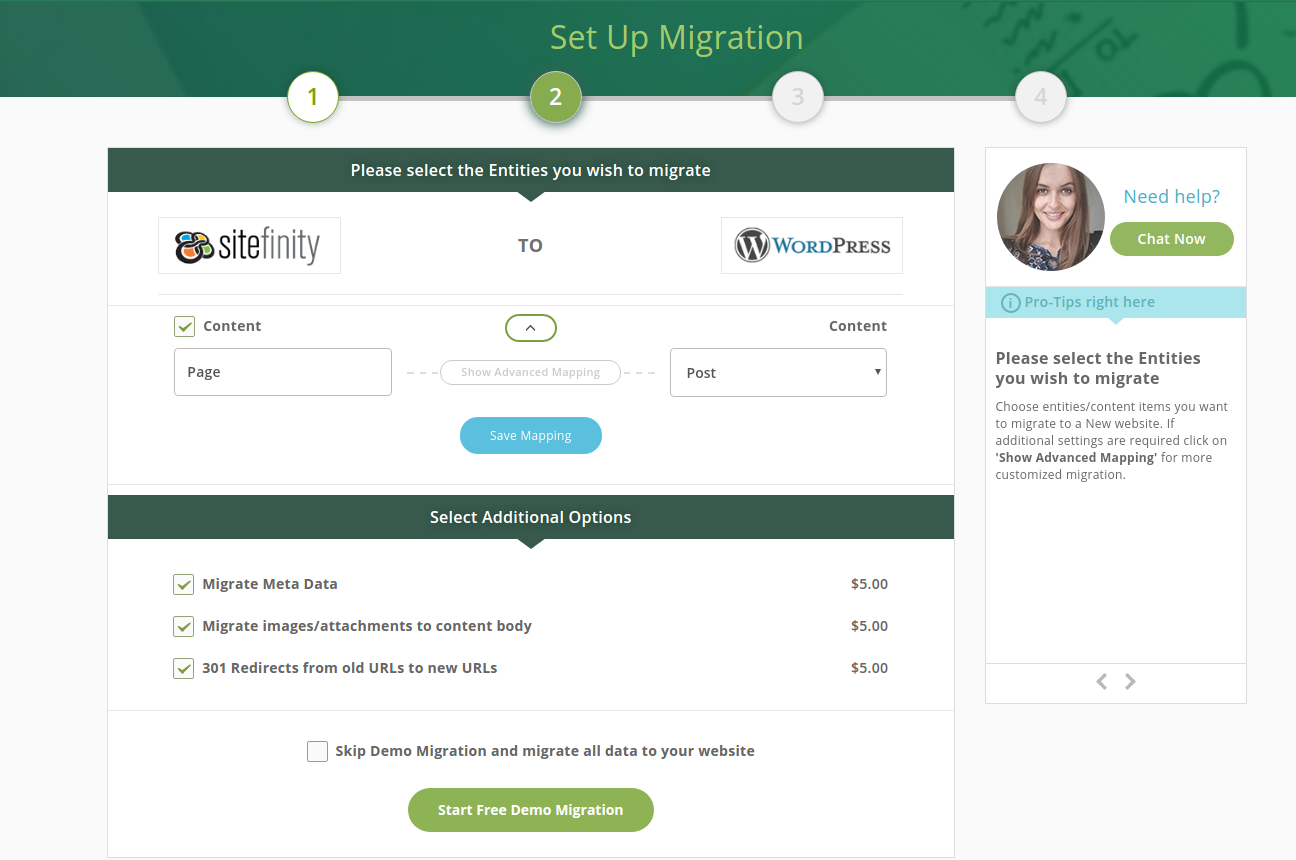 Set Up Migration
1
2
3
4
Please select the Entities you wish to migrate
sitefinity
TO
WORDPRESS
Content
Content
Page
Show Advanced Mapping
Post
Save Mapping
Select Additional Options
Migrate Meta Data
$5.00
Migrate images/attachments to content body
$5.00
301 Redirects from old URLs to new URLs
$5.00
Skip Demo Migration and migrate all data to your website
Start Free Demo Migration
Need help?
Chat Now
Pro-Tips right here
Please select the Entities
you wish to migrate
Choose entities/content items you want
to migrate to a New website. If
additional settings are required click on
'Show Advanced Mapping' for more
customized migration.